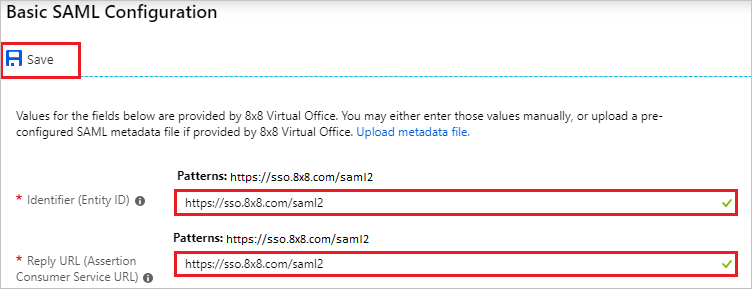 Basic SAML Configuration
Save
Values for the fields below are provided by 8x8 Virtual Office. You may either enter those values manually, or upload a pre-
configured SAML metadata file if provided by 8x8 Virtual Office. Upload metadata file.
Patterns: https://sso.8x8.com/saml2
* Identifier (Entity ID)
https://sso.8x8.com/saml2
Patterns: https://sso.8x8.com/saml2
* Reply URL (Assertion
Consumer Service URL)
https://sso.8x8.com/saml2